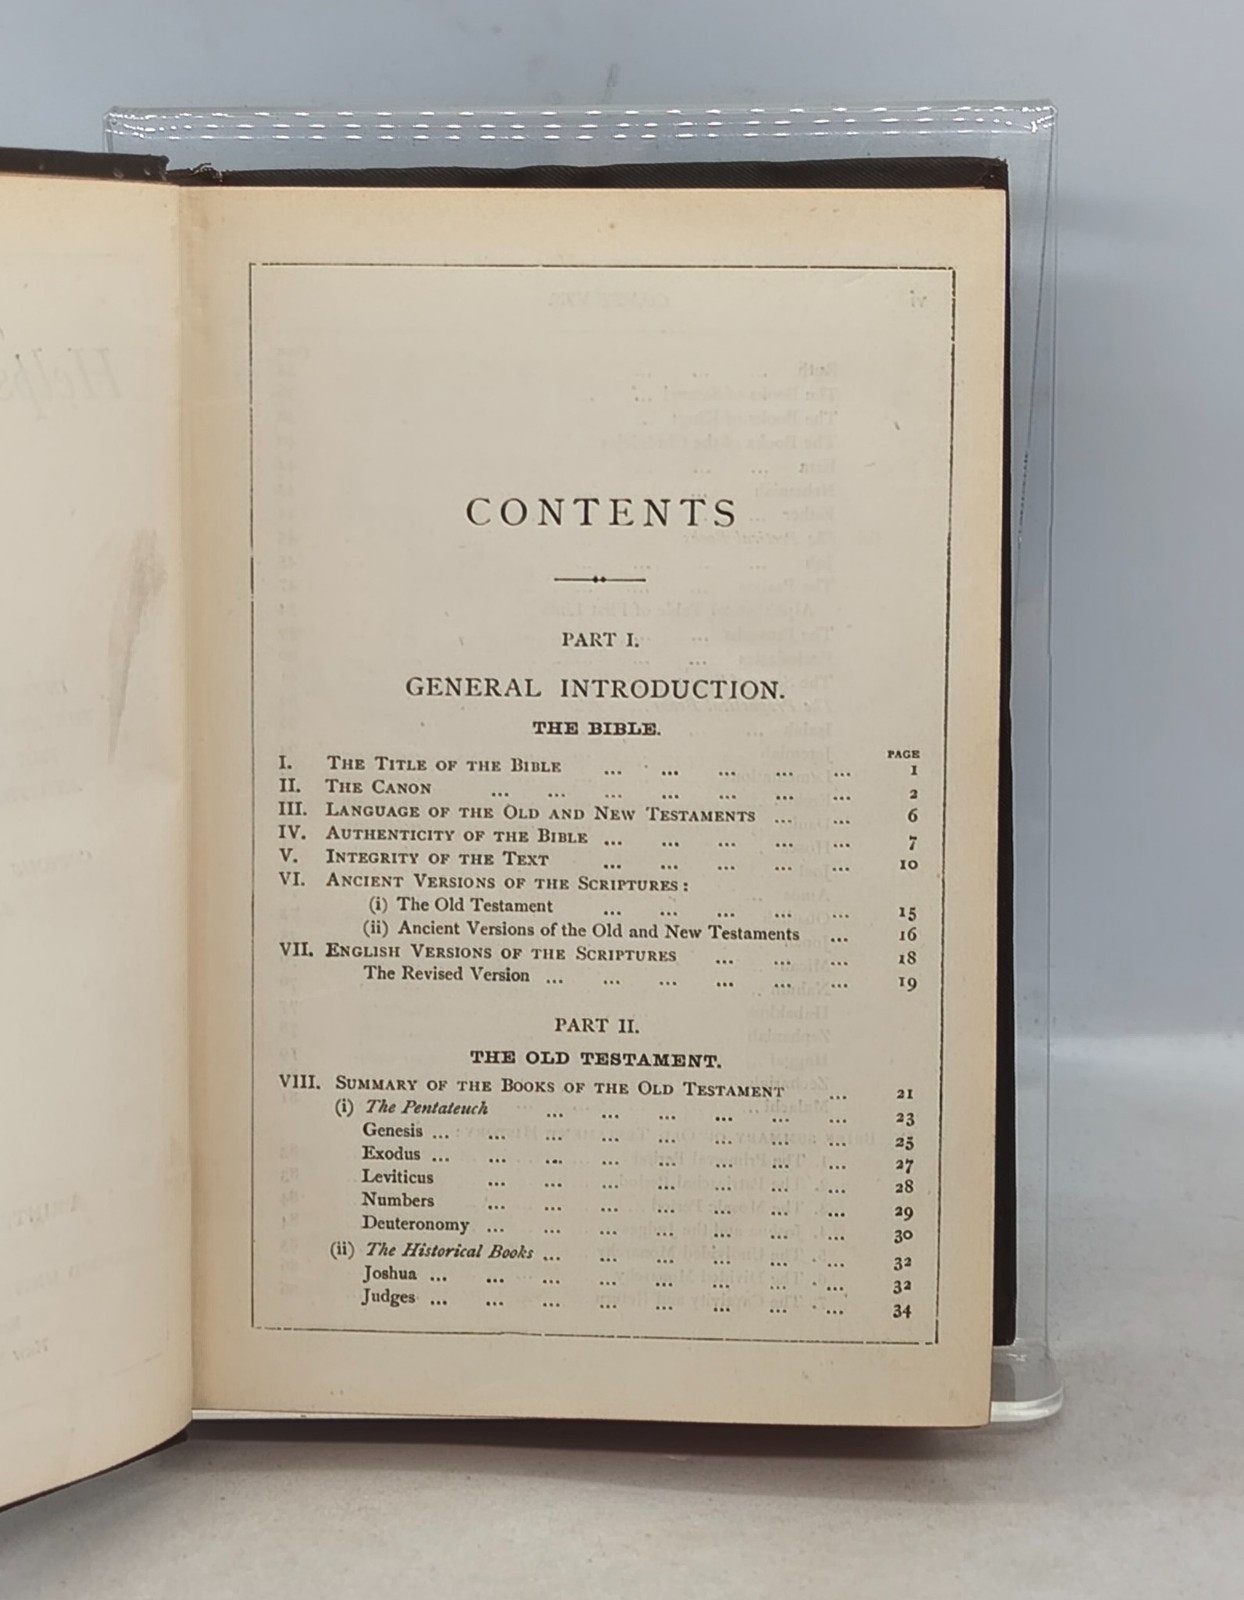 CONTENTS
PART I.
GENERAL INTRODUCTION.
THE BIBLE.
PAGE
I. THE TITLE OF THE BIBLE ... ... ... ... ... 1
II. THE CANON ... ... ... ... ... ... ... 2
III. LANGUAGE OF THE OLD AND NEW TESTAMENTS ... ... 6
IV. AUTHENTICITY OF THE BIBLE ... ... ... ... ... 7
V. INTEGRITY OF THE TEXT ... ... ... ... ... 10
VI. ANCIENT VERSIONS OF THE SCRIPTURES:
(i) The Old Testament ... ... ... ... ... 15
(ii) Ancient Versions of the Old and New Testaments ... 16
VII. ENGLISH VERSIONS OF THE SCRIPTURES ... ... ... 18
The Revised Version ... ... ... ... ... ... 19
PART II.
THE OLD TESTAMENT.
VIII. SUMMARY OF THE BOOKS OF THE OLD TESTAMENT ... 21
(i) The Pentateuch ... ... ... ... ... ... 23
Genesis ... ... ... ... ... ... ... ... 25
Exodus ... ... ... ... ... ... ... ... 27
Leviticus ... ... ... ... ... ... ... 28
Numbers ... ... ... ... ... ... ... 29
Deuteronomy ... ... ... ... ... ... ... 30
(ii) The Historical Books ... ... ... ... ... ... 32
Joshua ... ... ... ... ... ... ... ... 32
Judges ... ... ... ... ... ... ... ... 34